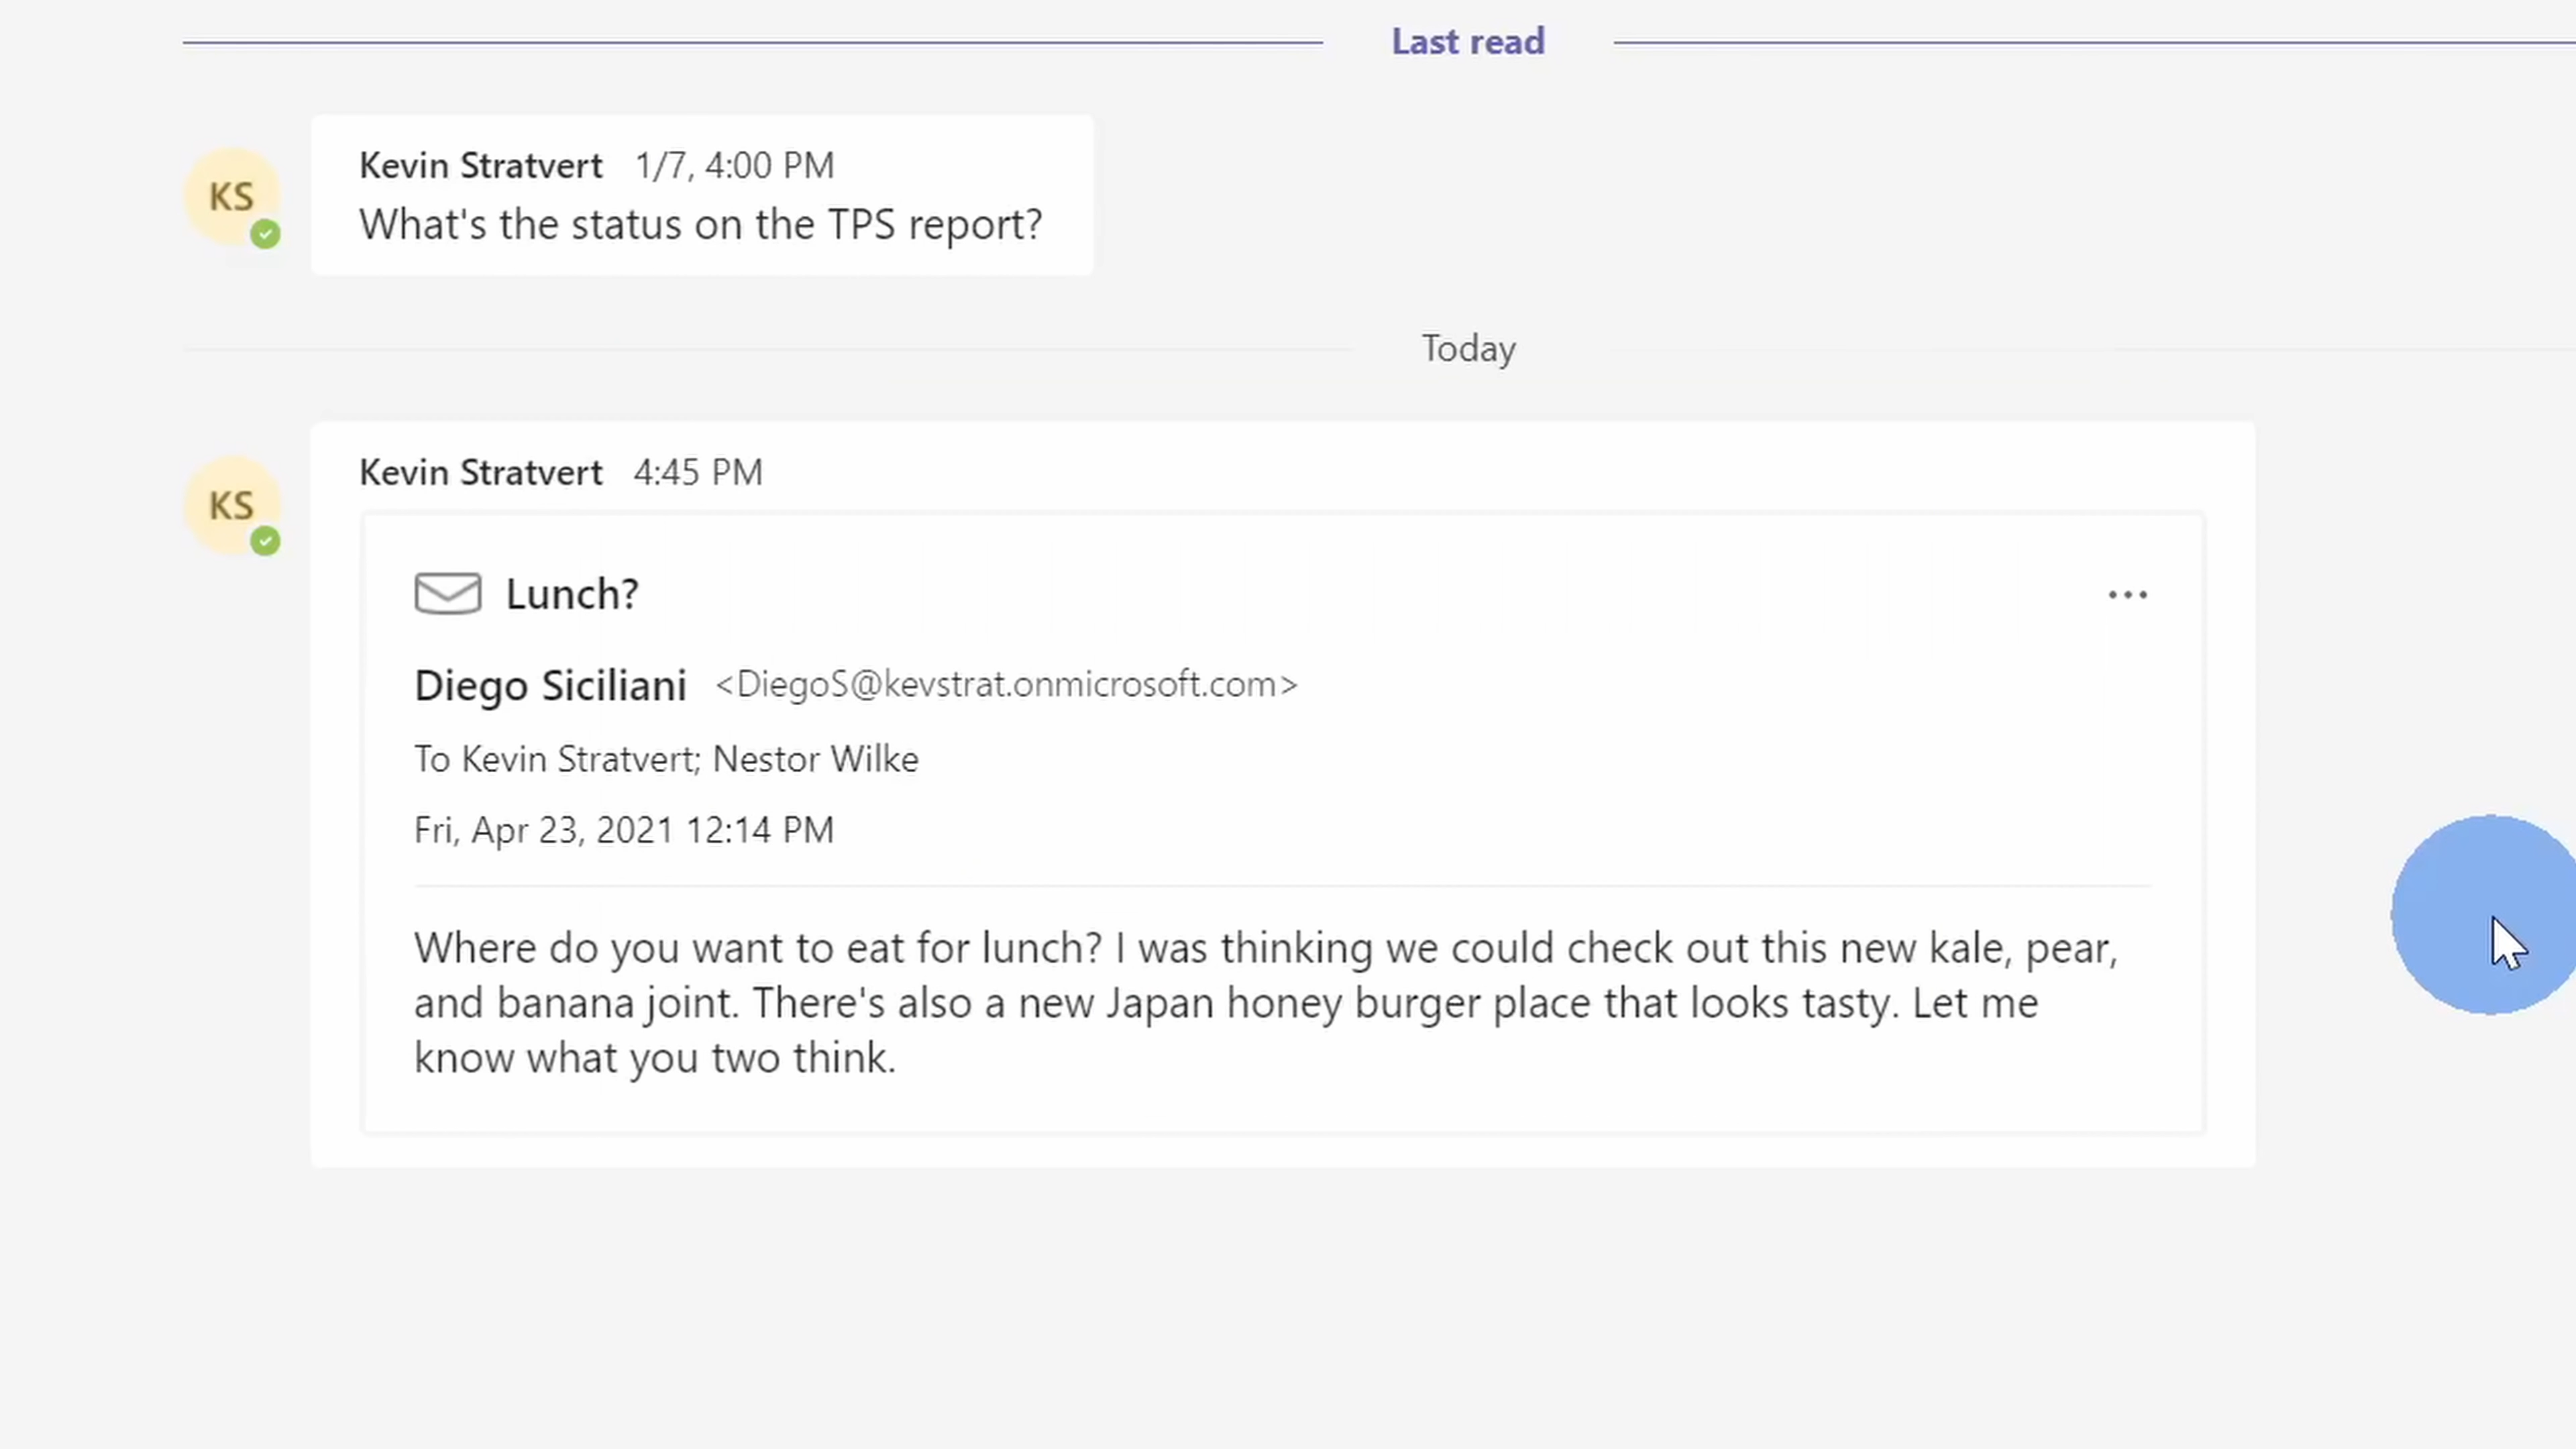 Last read
KS
Kevin Stratvert 1/7, 4:00 PM
What's the status on the TPS report?
Today
KS
Kevin Stratvert 4:45 PM
Lunch?
Diego Siciliani <DiegoS@kevstrat.onmicrosoft.com>
To Kevin Stratvert; Nestor Wilke
Fri, Apr 23, 2021 12:14 PM
Where do you want to eat for lunch? I was thinking we could check out this new kale, pear,
and banana joint. There's also a new Japan honey burger place that looks tasty. Let me
know what you two think.